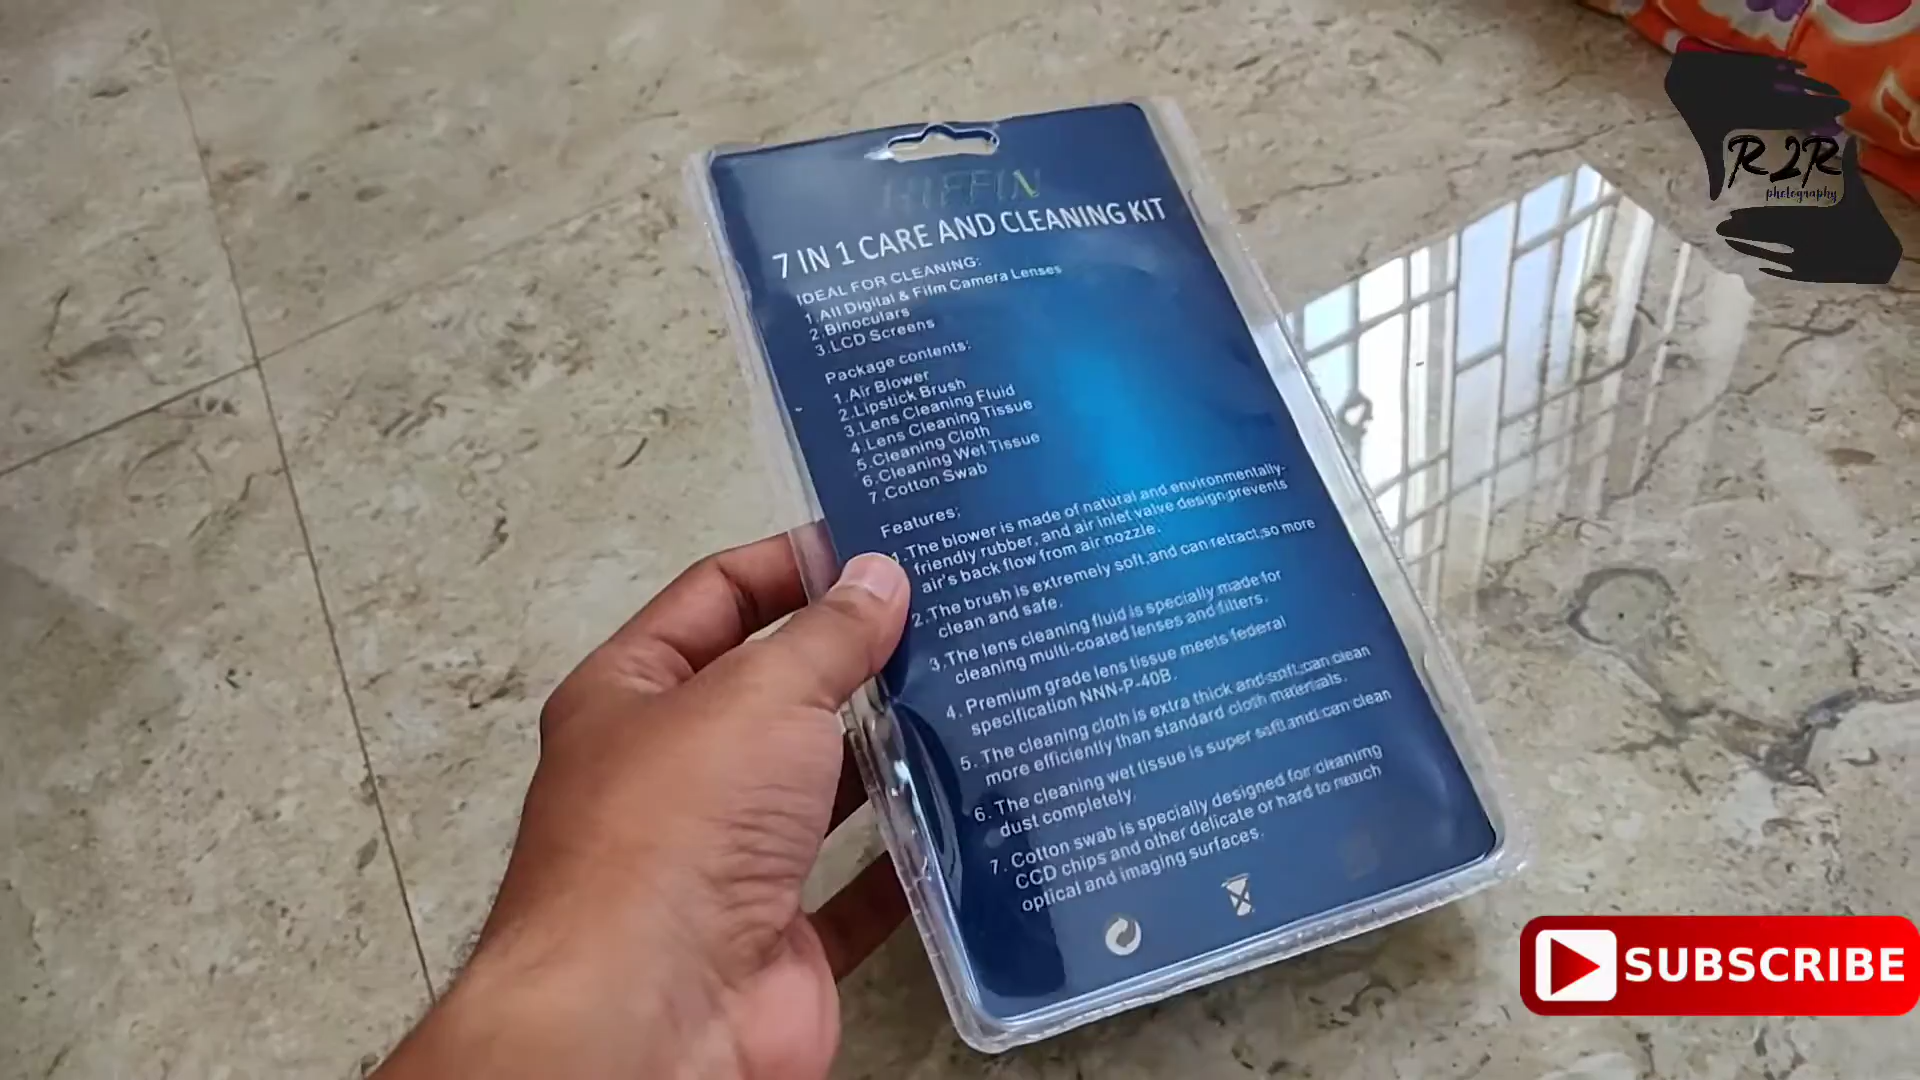 HIFFIN
7 IN 1 CARE AND CLEANING KIT
IDEAL FOR CLEANING:
1.All Digital & Film Camera Lenses
2.Binoculars
3.LCD Screens
Package contents:
1.Air Blower
2.Lipstick Brush
3.Lens Cleaning Fluid
4.Lens Cleaning Tissue
5.Cleaning Cloth
6.Cleaning Wet Tissue
7.Cotton Swab
Features:
1.The blower is made of natural and environmentally-
friendly rubber, and air inlet valve design prevents
air's back flow from air nozzle.
2.The brush is extremely soft,and can retract,so more
clean and safe.
3.The lens cleaning fluid is specially made for
cleaning multi-coated lenses and filters.
4. Premium grade lens tissue meets federal
specification NNN-P-40B.
5. The cleaning cloth is extra thick and soft,can clean
more efficiently than standard cloth materials.
6. The cleaning wet tissue is super soft and can clean
dust completely.
7. Cotton swab is specially designed for cleaning
CCD chips and other delicate or hard to reach
optical and imaging surfaces.
R2R
photography
SUBSCRIBE